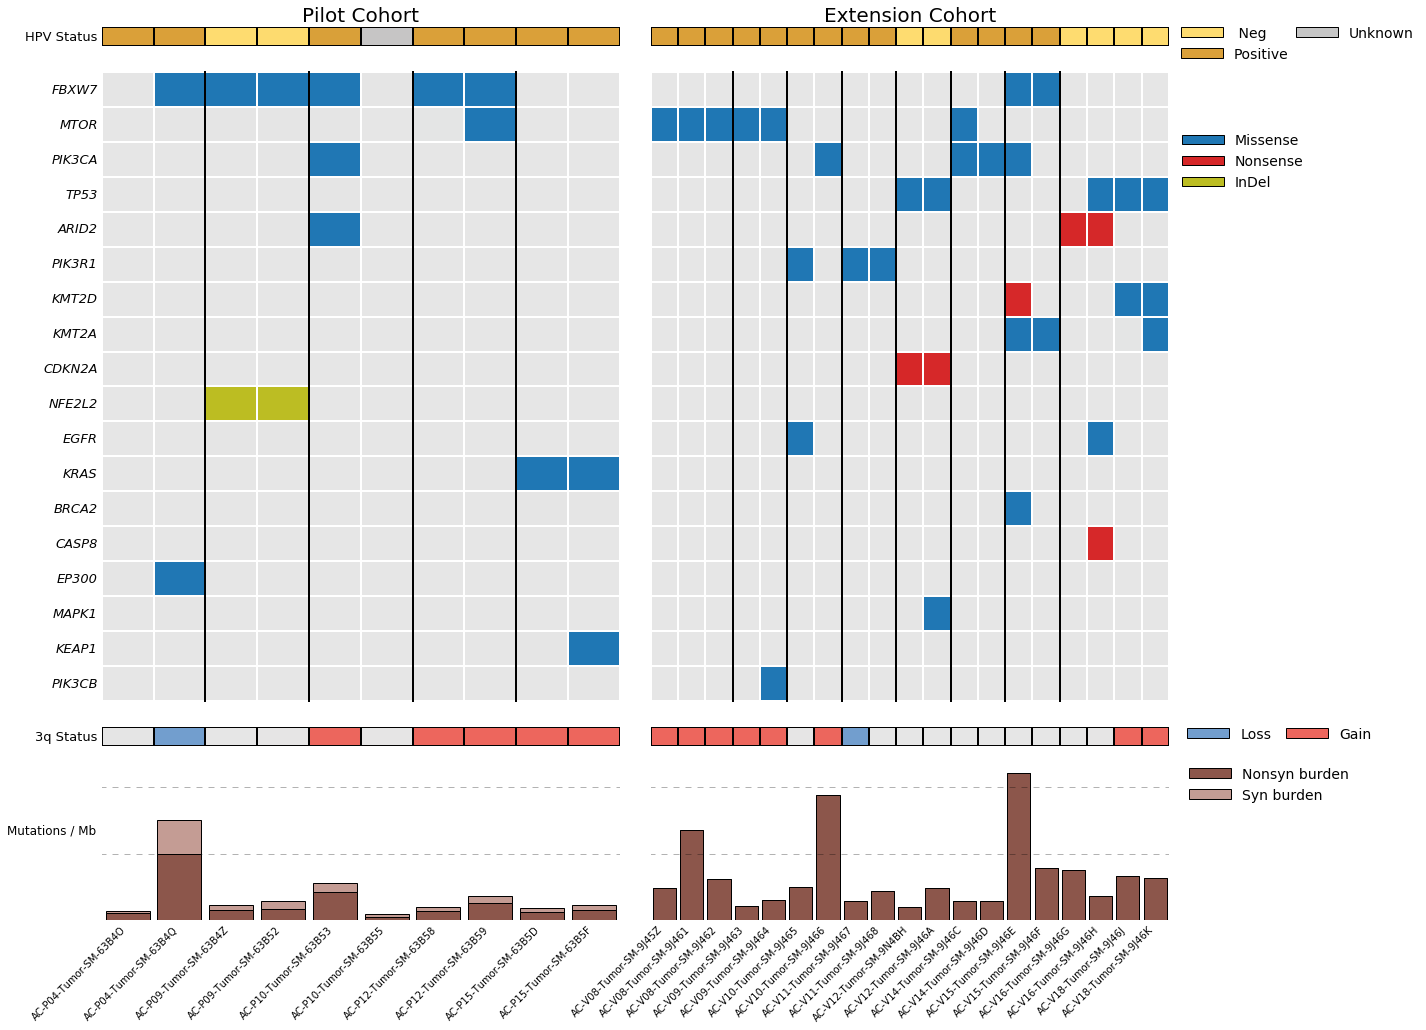 Pilot Cohort
Extension Cohort
HPV Status
Neg
Unknown
Positive
FBXW7
MTOR
PIK3CA
TP53
ARID2
PIK3R1
KMT2D
KMT2A
CDKN2A
NFE2L2
EGFR
KRAS
BRCA2
CASP8
EP300
MAPK1
KEAP1
PIK3CB
Missense
Nonsense
InDel
3q Status
Loss
Gain
Nonsyn burden
Syn burden
Mutations / Mb
AC-P04-Tumor-SM-63B4O
AC-P04-Tumor-SM-63B4Q
AC-P09-Tumor-SM-63B4Z
AC-P09-Tumor-SM-63B52
AC-P10-Tumor-SM-63B53
AC-P10-Tumor-SM-63B55
AC-P12-Tumor-SM-63B58
AC-P12-Tumor-SM-63B59
AC-P15-Tumor-SM-63B5D
AC-P15-Tumor-SM-63B5F
AC-V08-Tumor-SM-9J45Z
AC-V08-Tumor-SM-9J461
AC-V08-Tumor-SM-9J462
AC-V09-Tumor-SM-9J463
AC-V09-Tumor-SM-9J464
AC-V10-Tumor-SM-9J465
AC-V10-Tumor-SM-9J466
AC-V11-Tumor-SM-9J467
AC-V11-Tumor-SM-9J468
AC-V12-Tumor-SM-9N4BH
AC-V12-Tumor-SM-9J46A
AC-V14-Tumor-SM-9J46C
AC-V14-Tumor-SM-9J46D
AC-V15-Tumor-SM-9J46E
AC-V15-Tumor-SM-9J46F
AC-V16-Tumor-SM-9J46G
AC-V16-Tumor-SM-9J46H
AC-V18-Tumor-SM-9J46J
AC-V18-Tumor-SM-9J46K